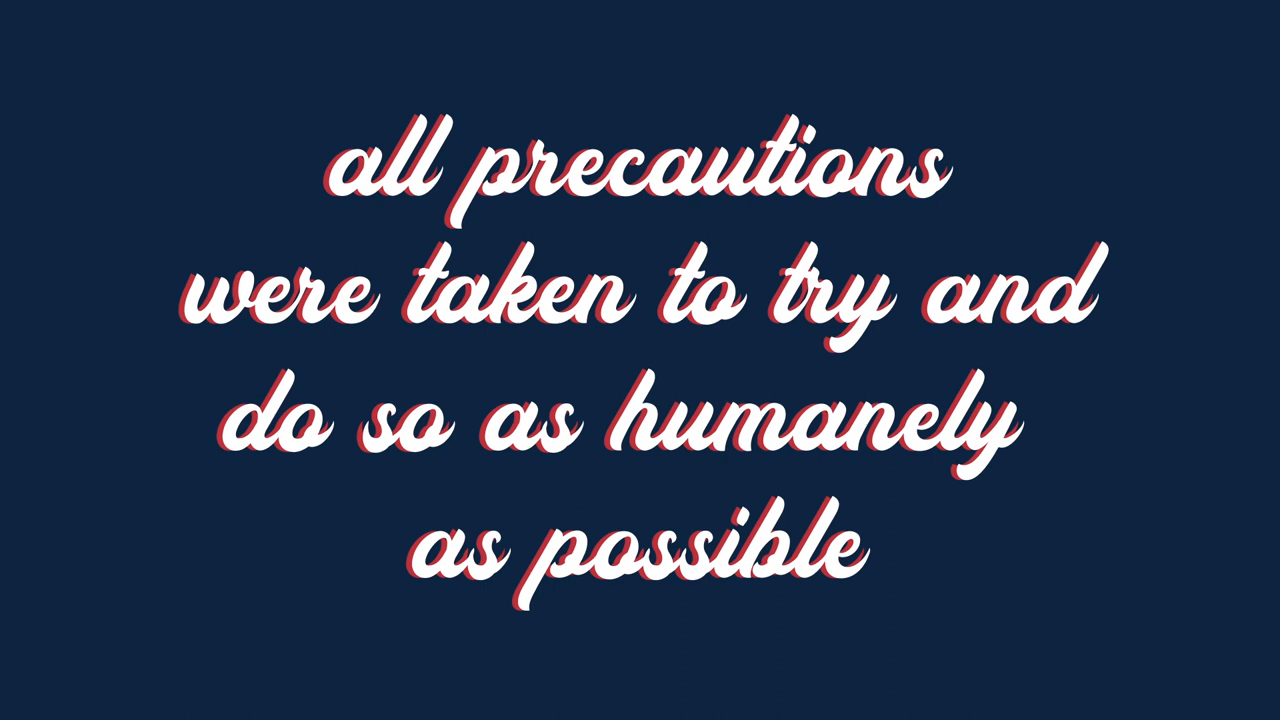 all precautions
were taken to try and
do so as humanely
as possible